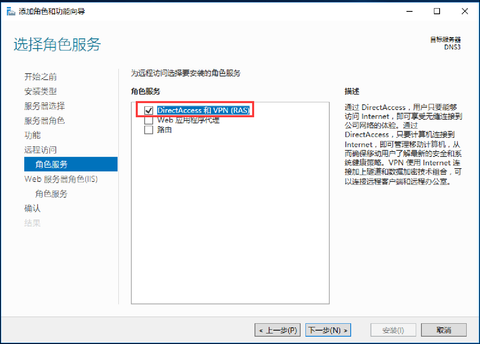 添加角色和功能向导
选择角色服务
目标服务器
DNS3
开始之前
安装类型
服务器选择
服务器角色
功能
远程访问
角色服务
Web 服务器角色(IIS)
角色服务
确认
结果
为远程访问选择要安装的角色服务
角色服务
DirectAccess 和 VPN (RAS)
Web 应用程序代理
路由
描述
通过 DirectAccess，用户只要能够
访问 Internet，即可享受无缝连接到
公司网络的体验。通过
DirectAccess，只要计算机连接到
Internet，即可管理移动计算机，从
而确保移动用户了解最新的安全和系
统健康策略。VPN 使用 Internet 连
接加上隧道和数据加密技术组合，可
以连接远程客户端和远程办公室。
< 上一步(P)
下一步(N) >
安装(I)
取消